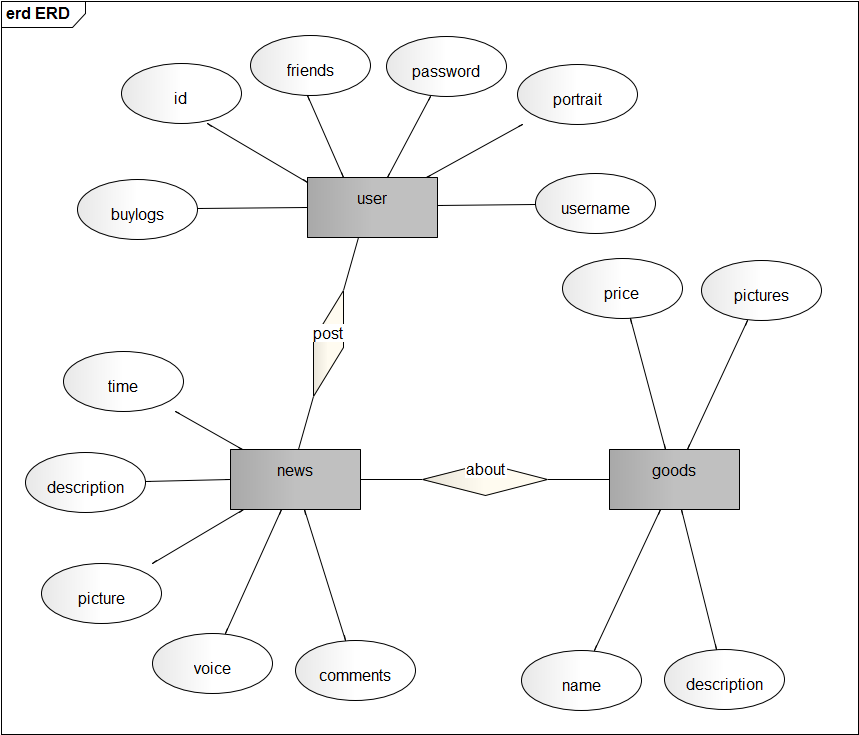 erd ERD
friends
password
id
portrait
user
buylogs
username
price
pictures
post
time
news
about
goods
description
picture
voice
comments
name
description